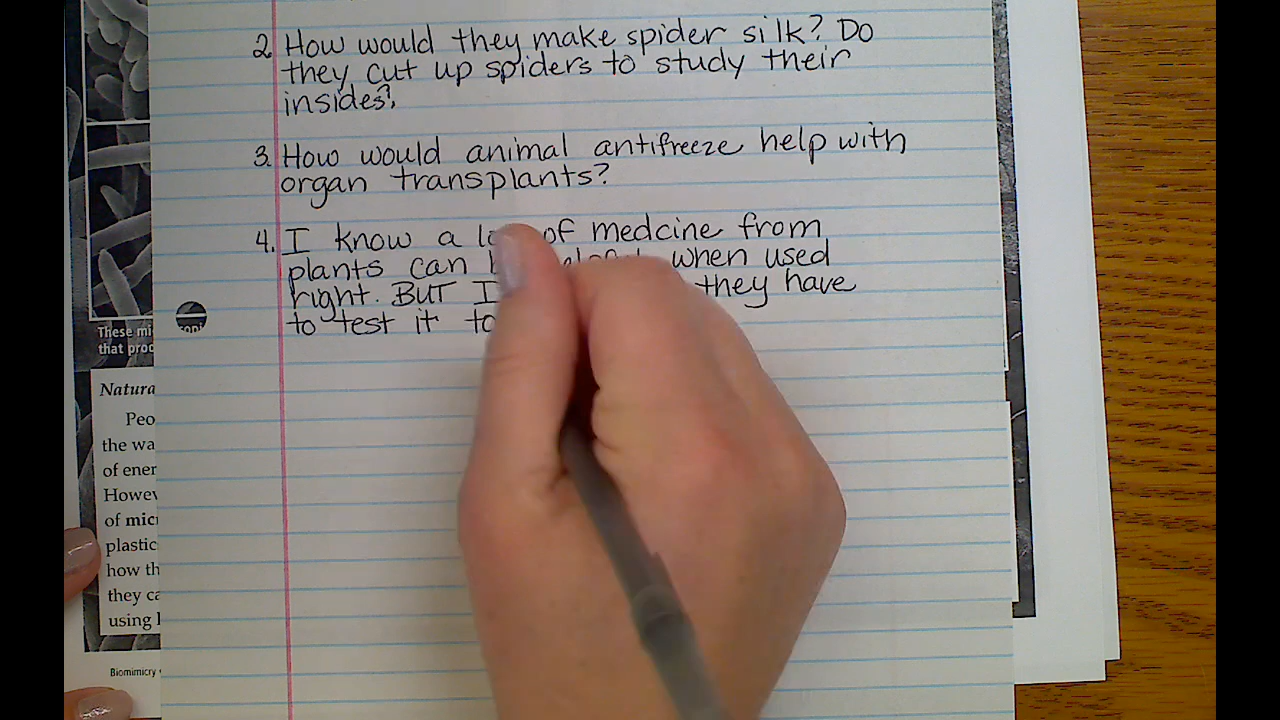 2 How would they make spider silk? Do
they cut up spiders to study their
insides?
3. How would animal antifreeze help with
organ transplants?
4. I know a of medcine from
plants can when used
right. BUT I they have
to test it to
These mi
that prod
Natura
Peo
the wa
of ener
Howev
of micr
plastic
how th
they ca
using
Biomimicry